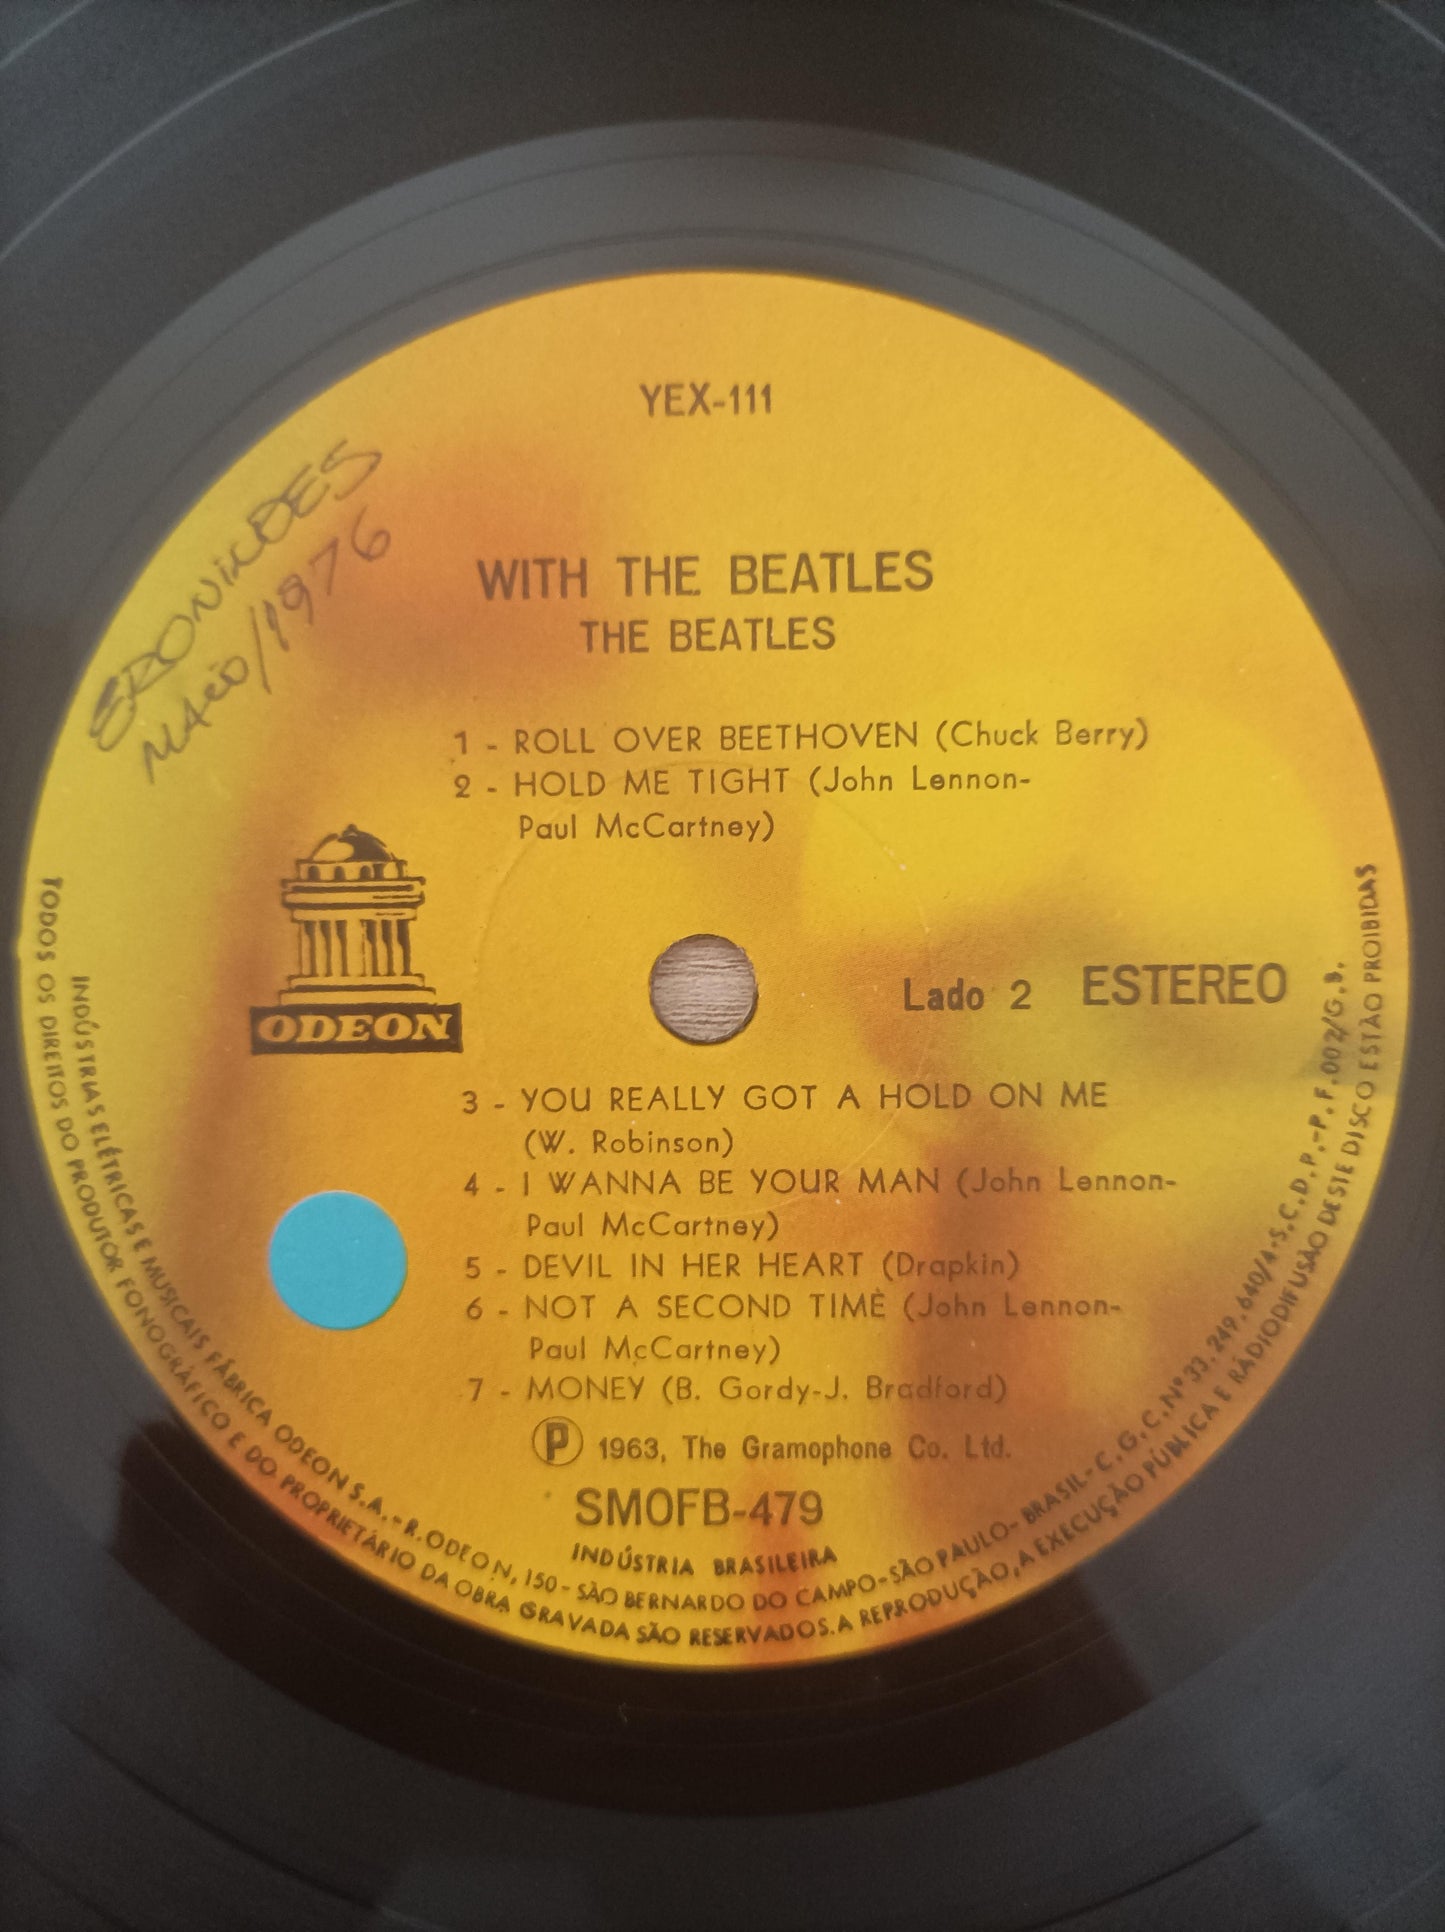 YEX-111
ERONILDES
MAIO/1976
WITH THE BEATLES
THE BEATLES
1 - ROLL OVER BEETHOVEN (Chuck Berry)
2 - HOLD ME TIGHT (John Lennon-
Paul McCartney)
ODEON
Lado 2 ESTEREO
3 - YOU REALLY GOT A HOLD ON ME
(W. Robinson)
4 - I WANNA BE YOUR MAN (John Lennon-
Paul McCartney)
5 - DEVIL IN HER HEART (Drapkin)
6 - NOT A SECOND TIME (John Lennon-
Paul McCartney)
7 - MONEY (B. Gordy-J. Bradford)
Ⓟ 1963, The Gramophone Co. Ltd.
SMOFB-479
INDÚSTRIA BRASILEIRA
INDÚSTRIAS ELÉTRICAS E MUSICAIS FÁBRICA ODEON S.A.-R.ODEON, 150-SÃO BERNARDO DO CAMPO-SÃO PAULO-BRASIL-C.G.C.Nº33.249.640/4-S.C.D.P.-P.F.002/G.B.
TODOS OS DIREITOS DO PRODUTOR FONOGRÁFICO E DO PROPRIETÁRIO DA OBRA GRAVADA SÃO RESERVADOS. A REPRODUÇÃO, A EXECUÇÃO PÚBLICA E RÁDIODIFUSÃO DESTE DISCO ESTÃO PROIBIDAS